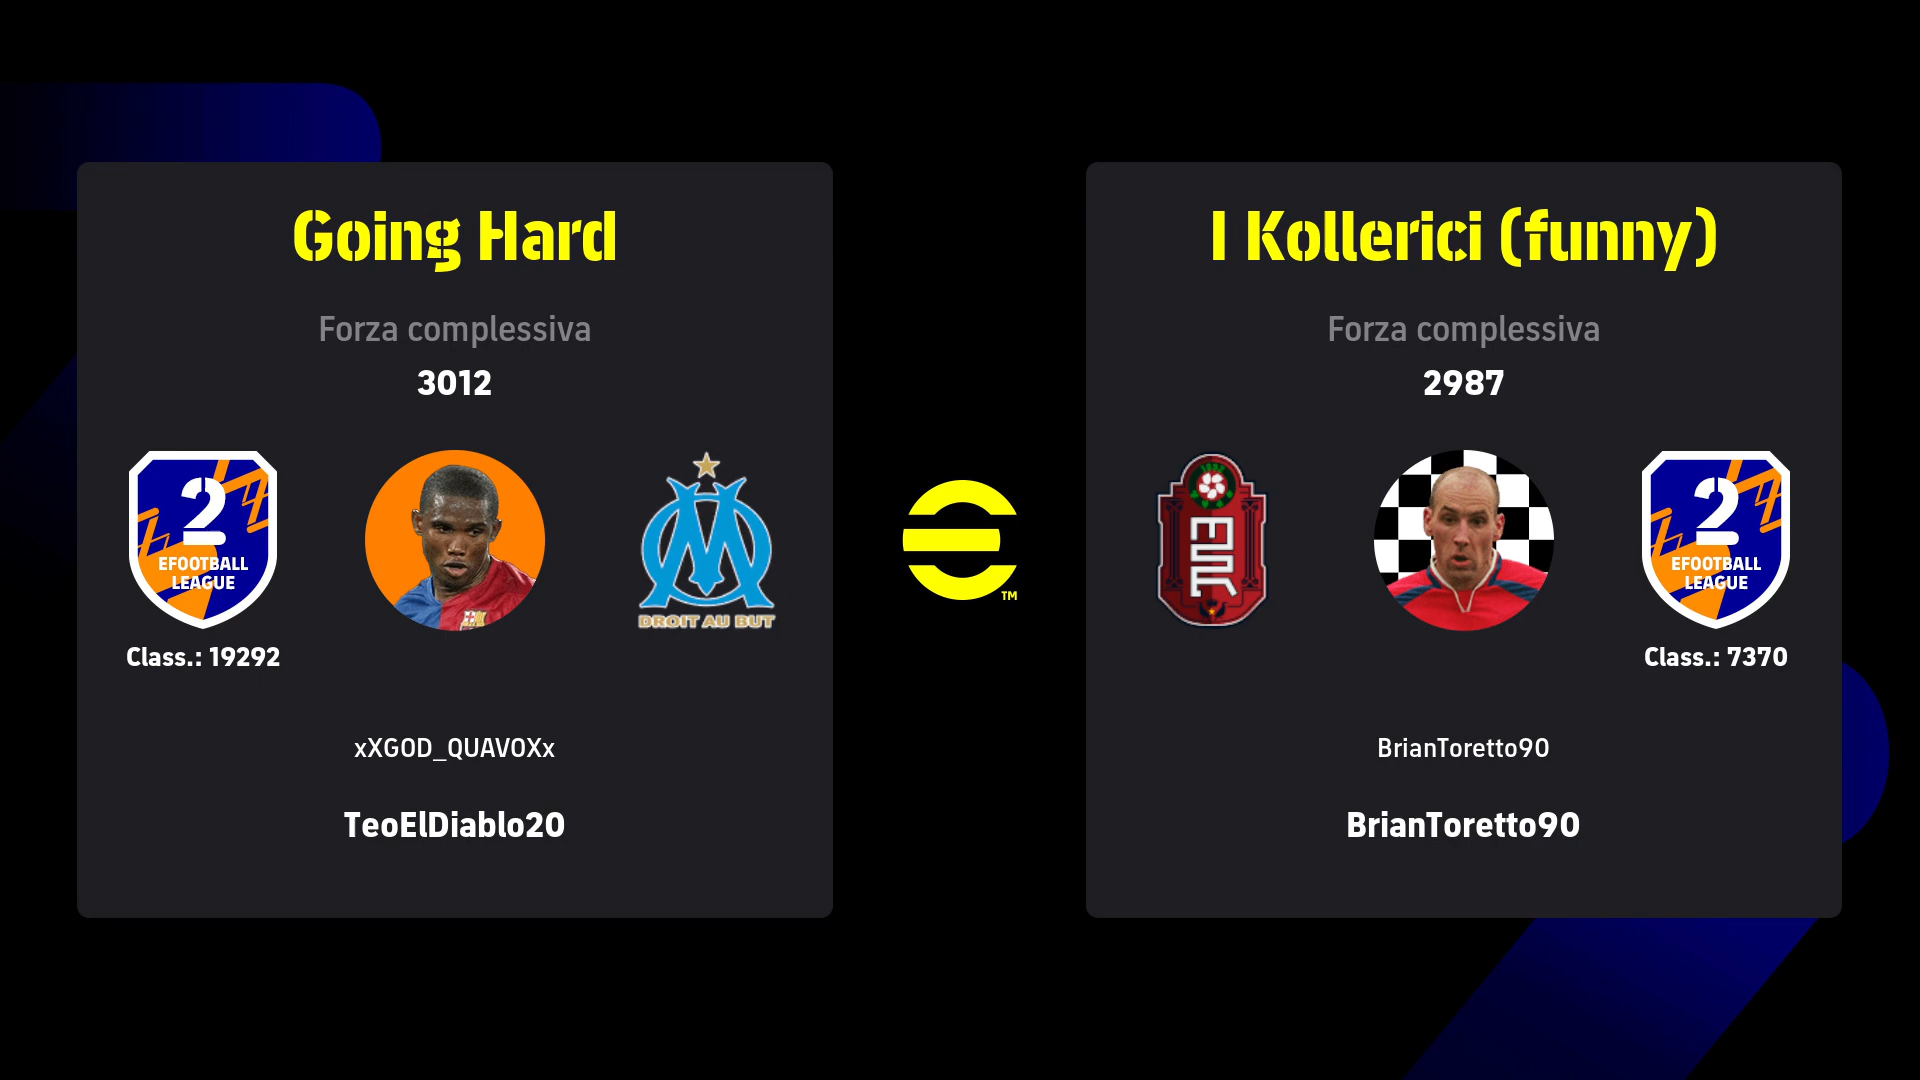 Going Hard
Forza complessiva
3012
2
EFOOTBALL
LEAGUE
Class.: 19292
DROIT AU BUT
xXGOD_QUAVOXx
TeoElDiablo20
TM
I Kollerici (funny)
Forza complessiva
2987
2
EFOOTBALL
LEAGUE
Class.: 7370
BrianToretto90
BrianToretto90